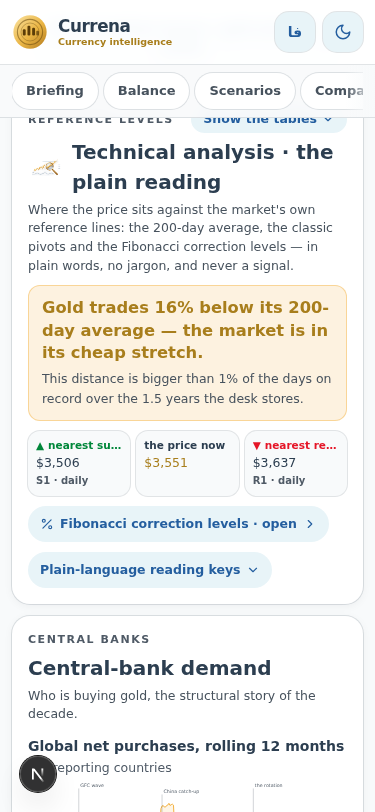 Currena
Currency intelligence
فا
Briefing
Balance
Scenarios
Compa
REFERENCE LEVELS
Show the tables
Technical analysis · the
plain reading
Where the price sits against the market's own
reference lines: the 200-day average, the classic
pivots and the Fibonacci correction levels — in
plain words, no jargon, and never a signal.
Gold trades 16% below its 200-
day average — the market is in
its cheap stretch.
This distance is bigger than 1% of the days on
record over the 1.5 years the desk stores.
▲ nearest su…
$3,506
S1 · daily
the price now
$3,551
▼ nearest re…
$3,637
R1 · daily
% Fibonacci correction levels · open
Plain-language reading keys
CENTRAL BANKS
Central-bank demand
Who is buying gold, the structural story of the
decade.
Global net purchases, rolling 12 months
reporting countries
N
GFC wave
China catch-up
the rotation